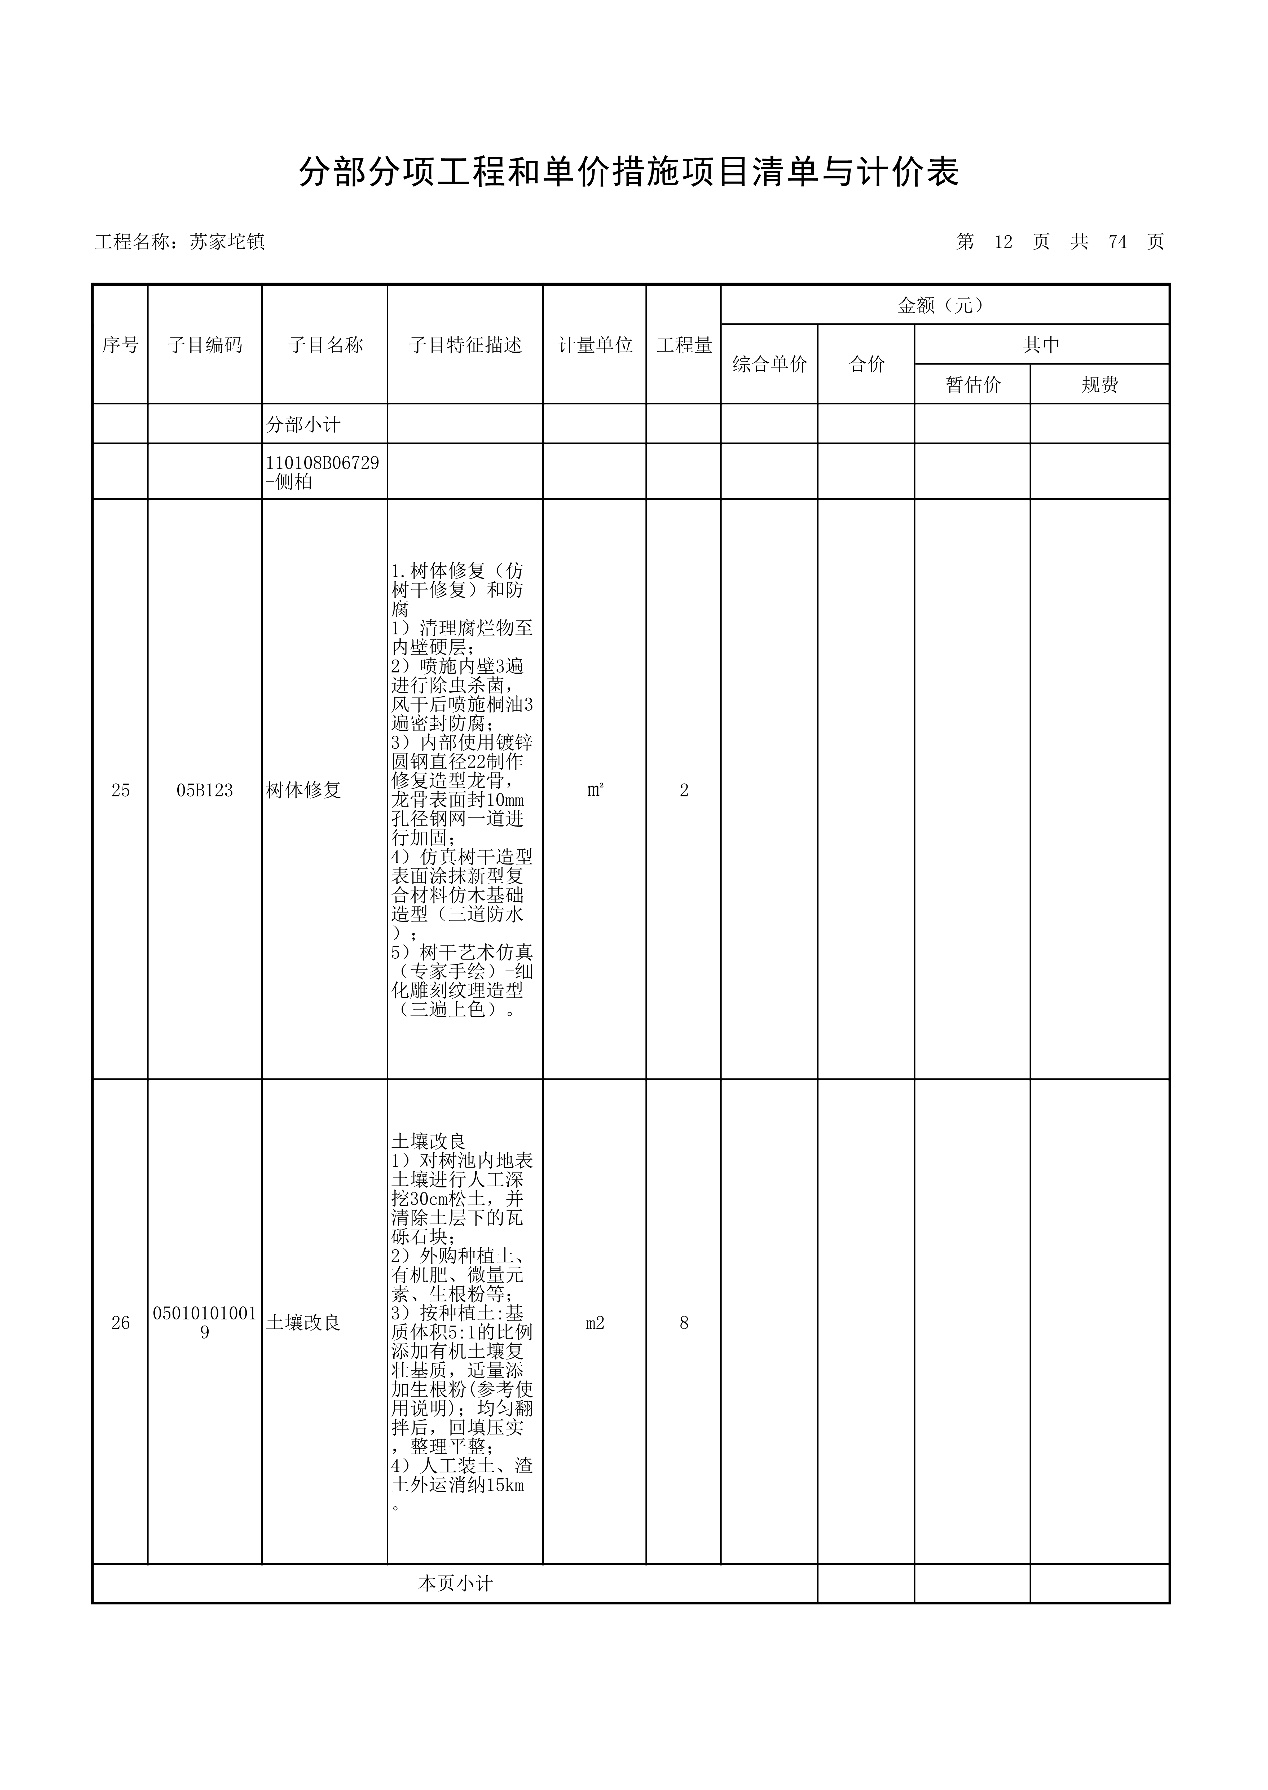 分部分项工程和单价措施项目清单与计价表
工程名称：苏家坨镇
第 12 页 共 74 页
金额（元）
序号 子目编码 子目名称 子目特征描述 计量单位 工程量
综合单价 合价 其中
暂估价 规费
分部小计
110108B06729
-侧柏
1.树体修复（仿
树干修复）和防
腐
1）清理腐烂物至
内壁硬层；
2）喷施内壁3遍
进行除虫杀菌，
风干后喷施桐油3
遍密封防腐；
3）内部使用镀锌
圆钢直径22制作
修复造型龙骨，
25 05B123 树体修复 m² 2
龙骨表面封10mm
孔径钢网一道进
行加固；
4）仿真树干造型
表面涂抹新型复
合材料仿木基础
造型（三道防水
）；
5）树干艺术仿真
（专家手绘）-细
化雕刻纹理造型
（三遍上色）。
土壤改良
1）对树池内地表
土壤进行人工深
挖30cm松土，并
清除土层下的瓦
砾石块；
2）外购种植土、
有机肥、微量元
素、生根粉等；
3）按种植土:基
05010101001
26 土壤改良 m2 8
9
质体积5:1的比例
添加有机土壤复
壮基质，适量添
加生根粉(参考使
用说明)；均匀翻
拌后，回填压实
，整理平整；
4）人工装土、渣
土外运消纳15km
。
本页小计